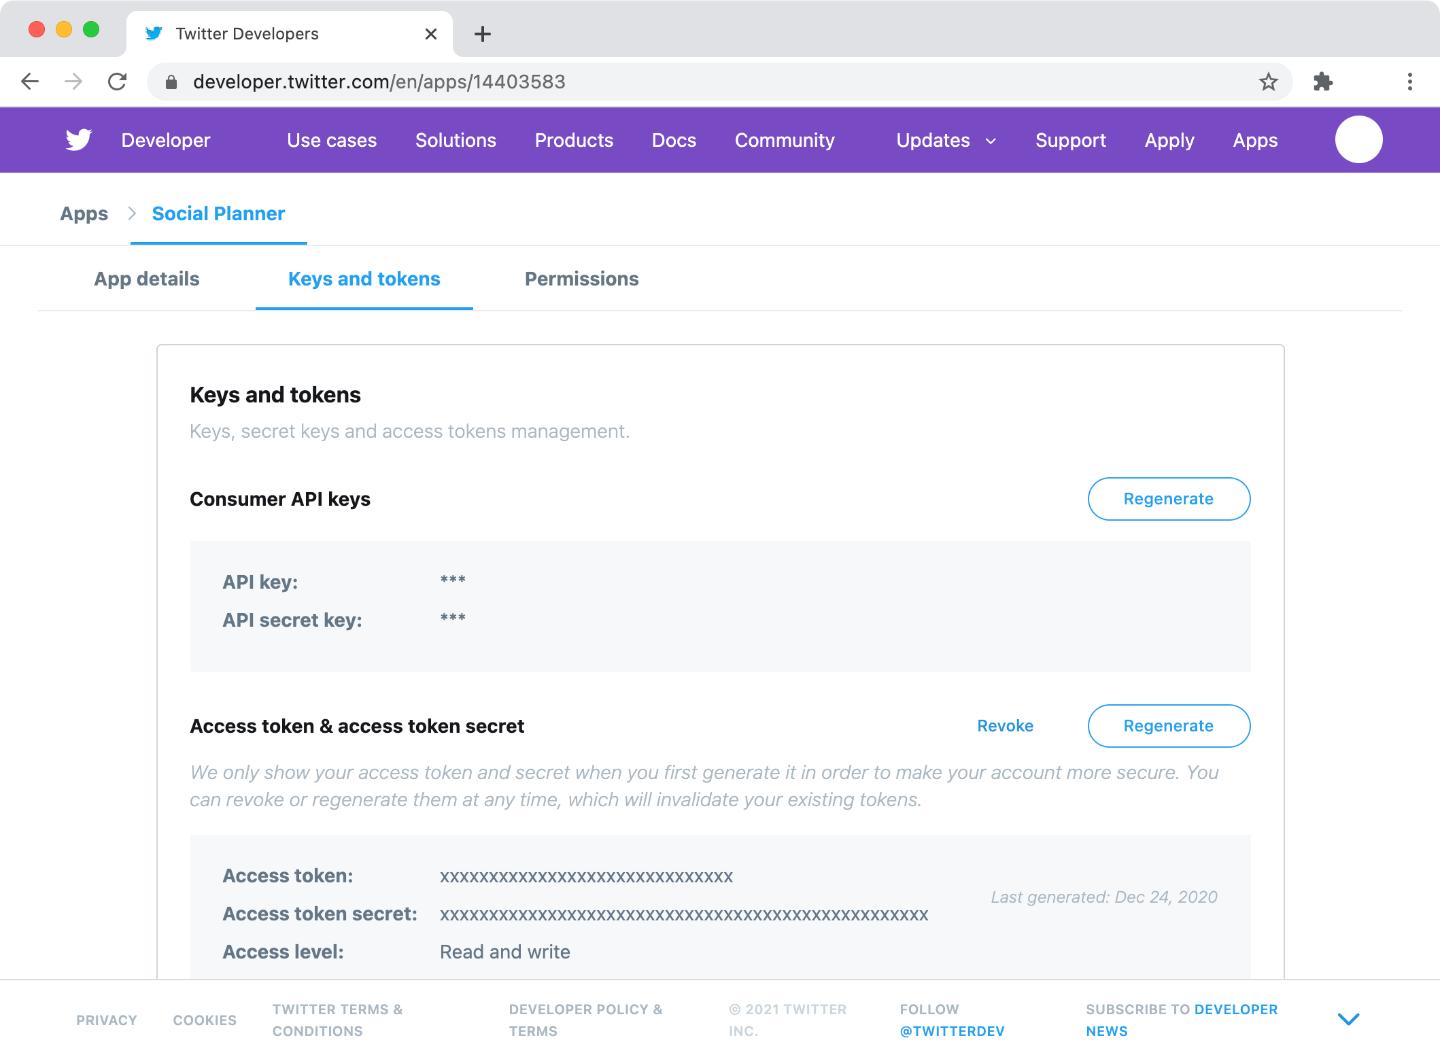 Twitter Developers
developer.twitter.com/en/apps/14403583
Developer Use cases Solutions Products Docs Community Updates Support Apply Apps
Apps Social Planner
App details Keys and tokens Permissions
Keys and tokens
Keys, secret keys and access tokens management.
Consumer API keys Regenerate
API key: ***
API secret key: ***
Access token & access token secret Revoke Regenerate
We only show your access token and secret when you first generate it in order to make your account more secure. You
can revoke or regenerate them at any time, which will invalidate your existing tokens.
Access token: xxxxxxxxxxxxxxxxxxxxxxxxxxxxxx
Last generated: Dec 24, 2020
Access token secret: xxxxxxxxxxxxxxxxxxxxxxxxxxxxxxxxxxxxxxxxxxxxxxxxxx
Access level: Read and write
PRIVACY
COOKIES
TWITTER TERMS &
CONDITIONS
DEVELOPER POLICY &
TERMS
© 2021 TWITTER
INC.
FOLLOW
@TWITTERDEV
SUBSCRIBE TO DEVELOPER
NEWS